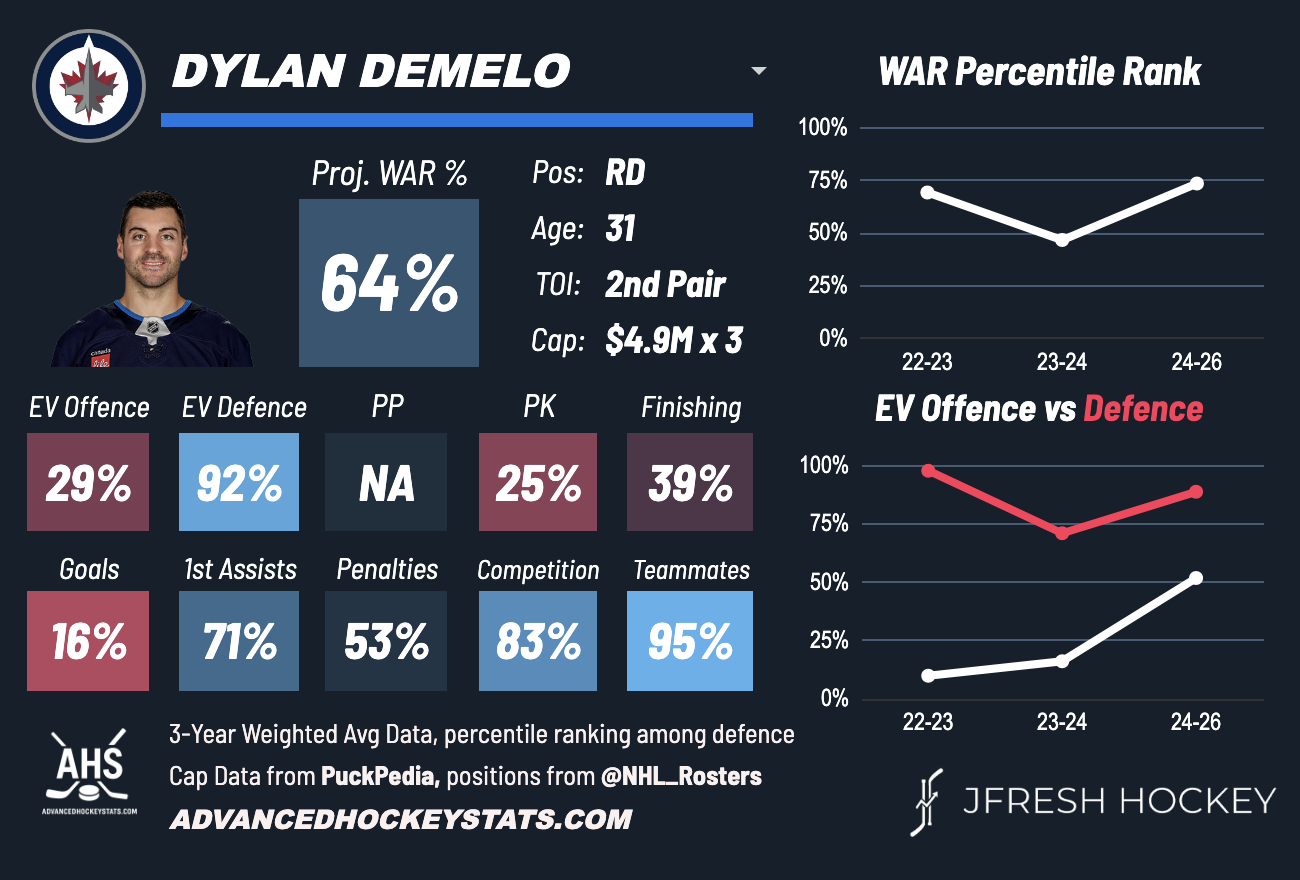 DYLAN DEMELO
WAR Percentile Rank
Proj. WAR %
64%
Pos: RD
Age: 31
TOI: 2nd Pair
Cap: $4.9M x 3
100%
75%
50%
25%
0%
22-23 23-24 24-26
EV Offence EV Defence PP PK Finishing
29% 92% NA 25% 39%
Goals 1st Assists Penalties Competition Teammates
16% 71% 53% 83% 95%
EV Offence vs Defence
100%
75%
50%
25%
0%
22-23 23-24 24-26
AHS
ADVANCEDHOCKEYSTATS.COM
3-Year Weighted Avg Data, percentile ranking among defence
Cap Data from PuckPedia, positions from @NHL_Rosters
ADVANCEDHOCKEYSTATS.COM
JFRESH HOCKEY